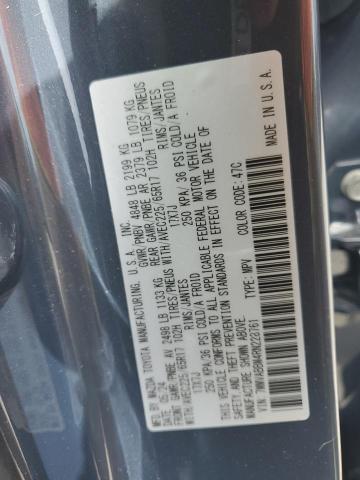 MFD. BY MAZDA TOYOTA MANUFACTURING, U.S.A., INC.
DATE: 05/24 GVWR/PNBV 4848 LB 2199 KG
FRONT GAWR/PNBE AV 2498 LB 1133 KG REAR GAWR/PNBE AR 2379 LB 1079 KG
WITH/AVEC225/65R17 102H TIRES/PNEUS WITH/AVEC225/65R17 102H TIRES/PNEUS
17X7J RIMS/JANTES 17X7J RIMS/JANTES
250 KPA/36 PSI COLD/A FROID 250 KPA/ 36 PSI COLD/A FROID
THIS VEHICLE CONFORMS TO ALL APPLICABLE FEDERAL MOTOR VEHICLE
SAFETY AND THEFT PREVENTION STANDARDS IN EFFECT ON THE DATE OF
MANUFACTURE SHOWN ABOVE.
VIN: TYPE: MPV COLOR CODE: 47C
MADE IN U.S.A.